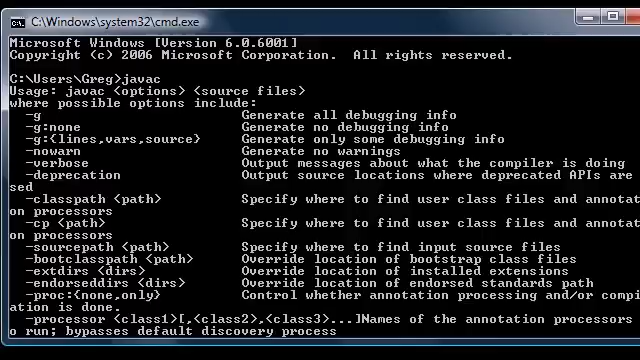 C:\Windows\system32\cmd.exe
Microsoft Windows [Version 6.0.6001]
Copyright (c) 2006 Microsoft Corporation.  All rights reserved.
C:\Users\Greg>javac
Usage: javac <options> <source files>
where possible options include:
-g Generate all debugging info
-g:none Generate no debugging info
-g:{lines,vars,source} Generate only some debugging info
-nowarn Generate no warnings
-verbose Output messages about what the compiler is doing
-deprecation Output source locations where deprecated APIs are
sed
-classpath <path> Specify where to find user class files and annotat
on processors
-cp <path> Specify where to find user class files and annotat
on processors
-sourcepath <path> Specify where to find input source files
-bootclasspath <path> Override location of bootstrap class files
-extdirs <dirs> Override location of installed extensions
-endorseddirs <dirs> Override location of endorsed standards path
-proc:{none,only} Control whether annotation processing and/or compi
ation is done.
-processor <class1>[,<class2>,<class3>...]Names of the annotation processors
o run; bypasses default discovery process